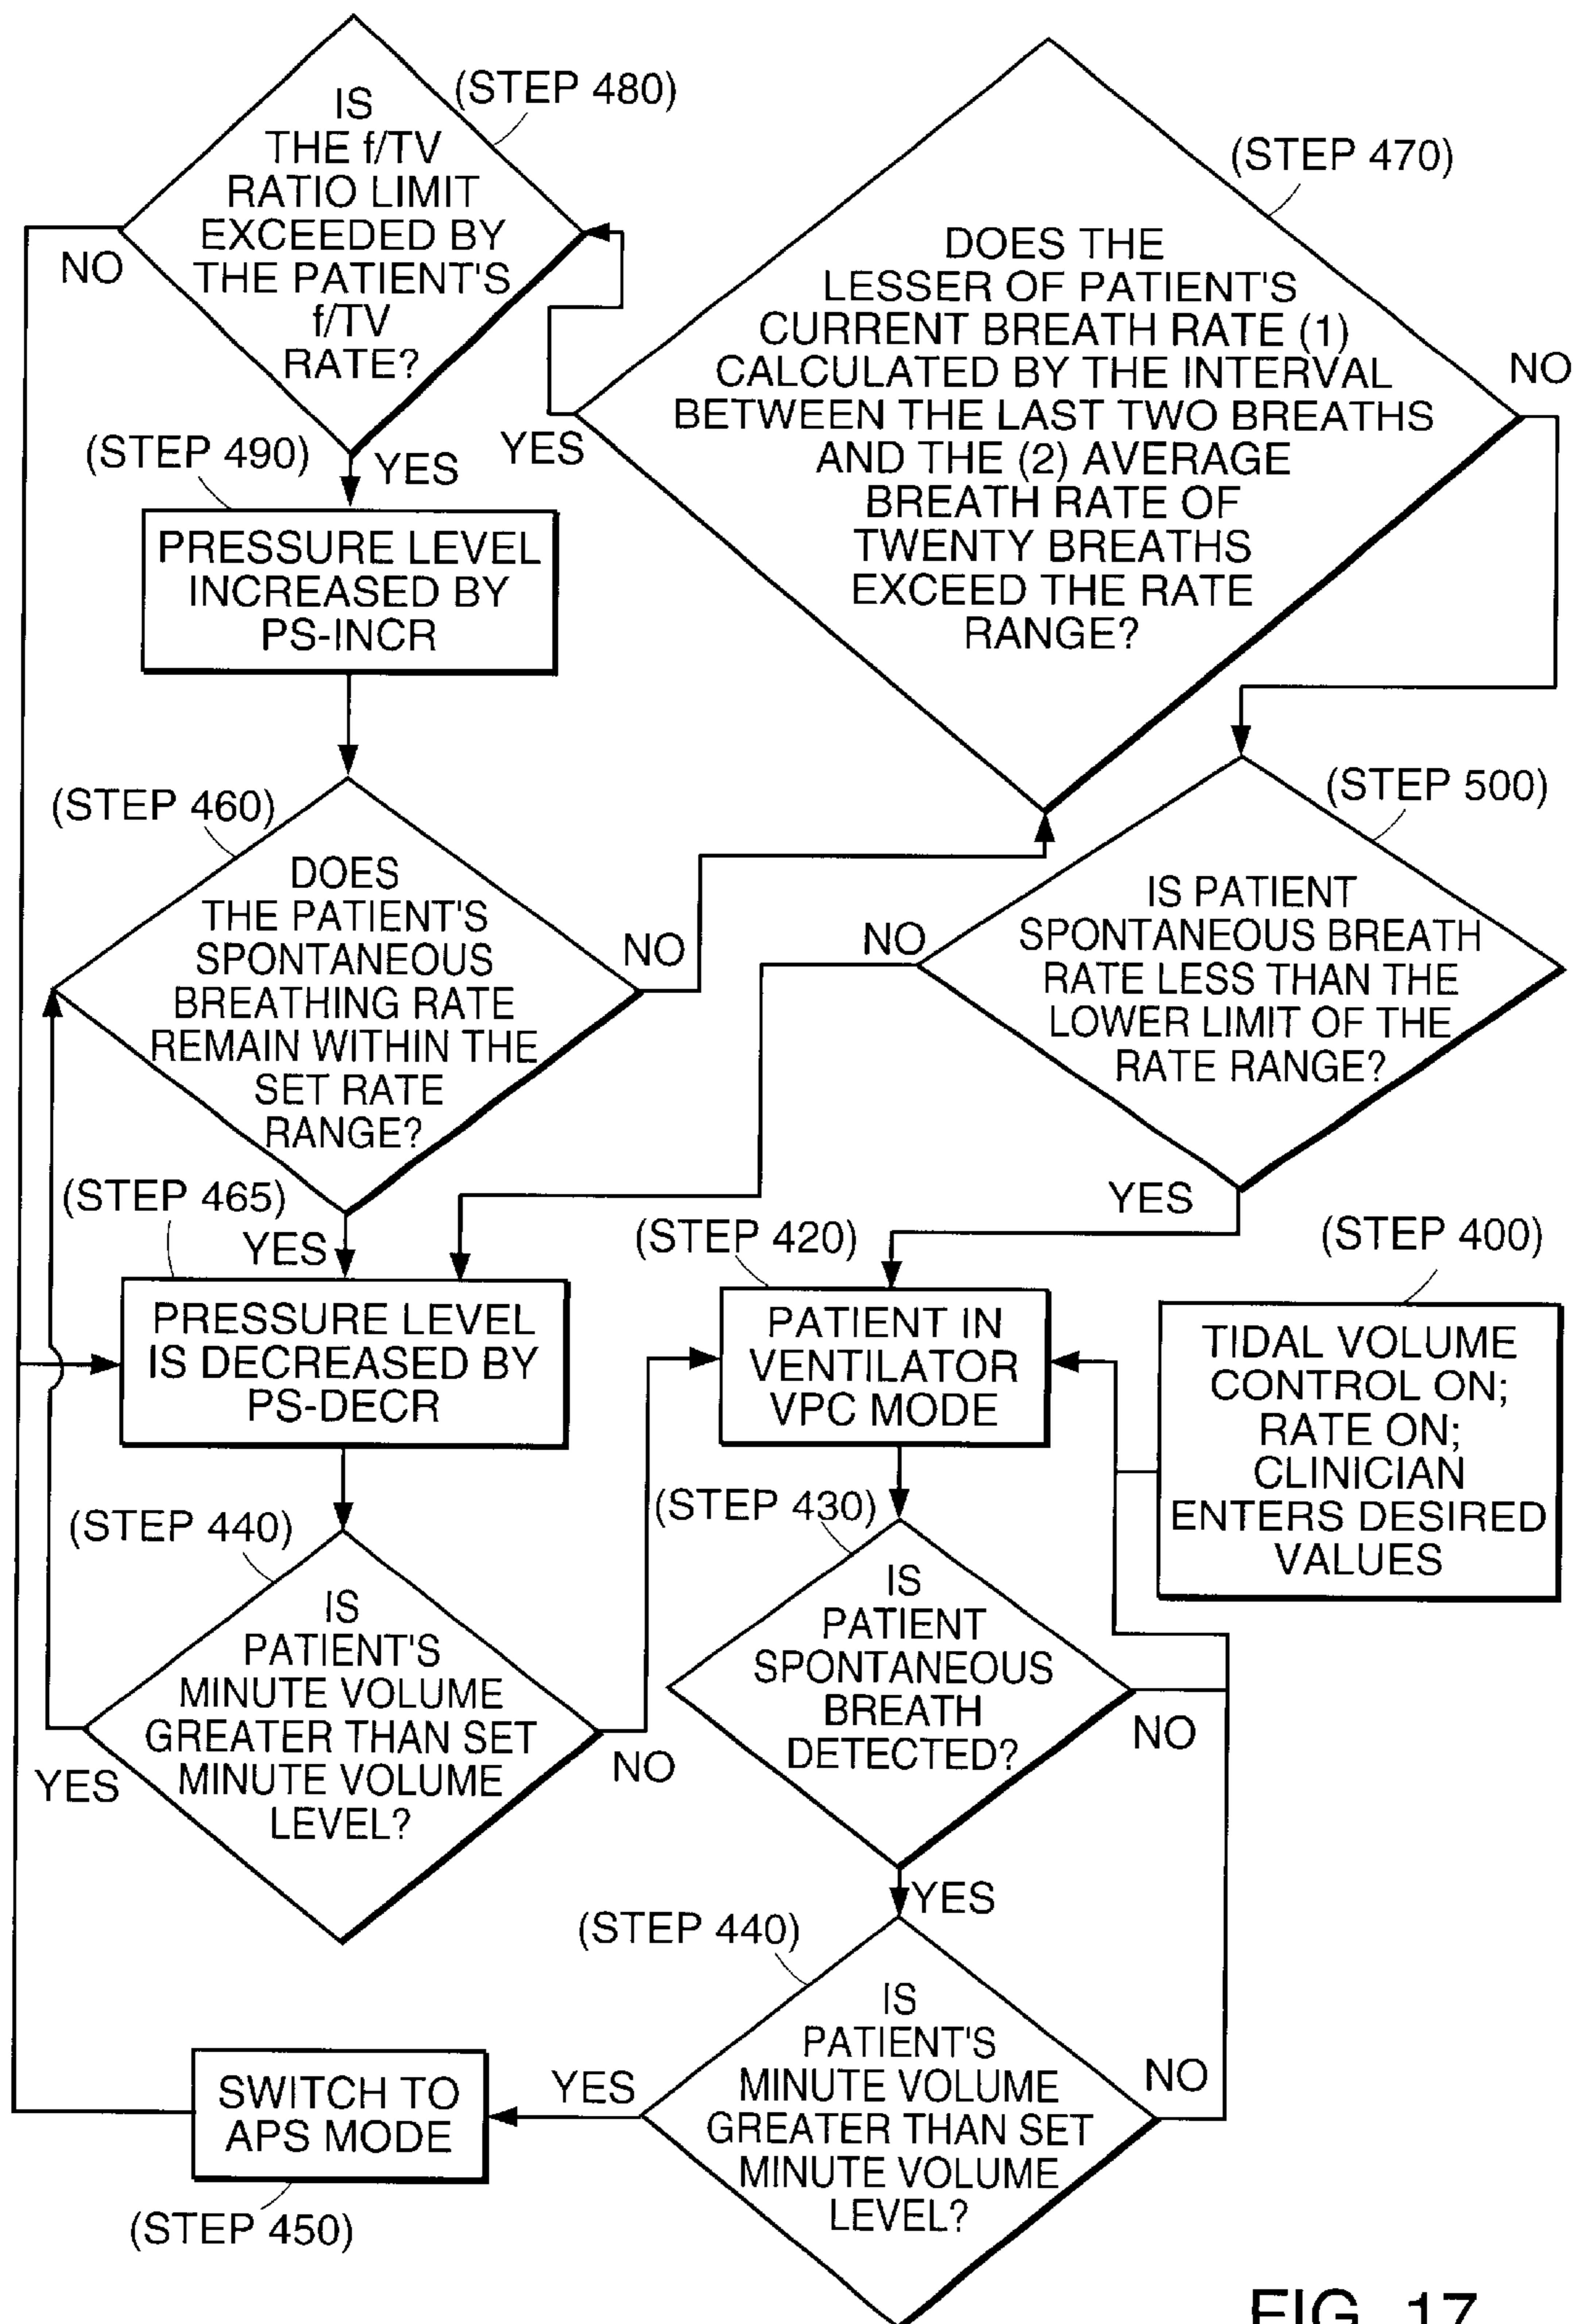 (STEP 480)
IS
THE f/TV
RATIO LIMIT
EXCEEDED BY
THE PATIENT'S
f/TV
RATE?
NO
YES
(STEP 470)
DOES THE
LESSER OF PATIENT'S
CURRENT BREATH RATE (1)
CALCULATED BY THE INTERVAL
BETWEEN THE LAST TWO BREATHS
AND THE (2) AVERAGE
BREATH RATE OF
TWENTY BREATHS
EXCEED THE RATE
RANGE?
YES
NO
(STEP 490)
PRESSURE LEVEL
INCREASED BY
PS-INCR
(STEP 460)
DOES
THE PATIENT'S
SPONTANEOUS
BREATHING RATE
REMAIN WITHIN THE
SET RATE
RANGE?
NO
YES
(STEP 500)
IS PATIENT
SPONTANEOUS BREATH
RATE LESS THAN THE
LOWER LIMIT OF THE
RATE RANGE?
NO
YES
(STEP 465)
PRESSURE LEVEL
IS DECREASED BY
PS-DECR
(STEP 420)
PATIENT IN
VENTILATOR
VPC MODE
(STEP 400)
TIDAL VOLUME
CONTROL ON;
RATE ON;
CLINICIAN
ENTERS DESIRED
VALUES
(STEP 440)
IS
PATIENT'S
MINUTE VOLUME
GREATER THAN SET
MINUTE VOLUME
LEVEL?
YES
NO
(STEP 430)
IS
PATIENT
SPONTANEOUS
BREATH
DETECTED?
NO
YES
(STEP 440)
IS
PATIENT'S
MINUTE VOLUME
GREATER THAN SET
MINUTE VOLUME
LEVEL?
YES
NO
SWITCH TO
APS MODE
(STEP 450)
FIG. 17